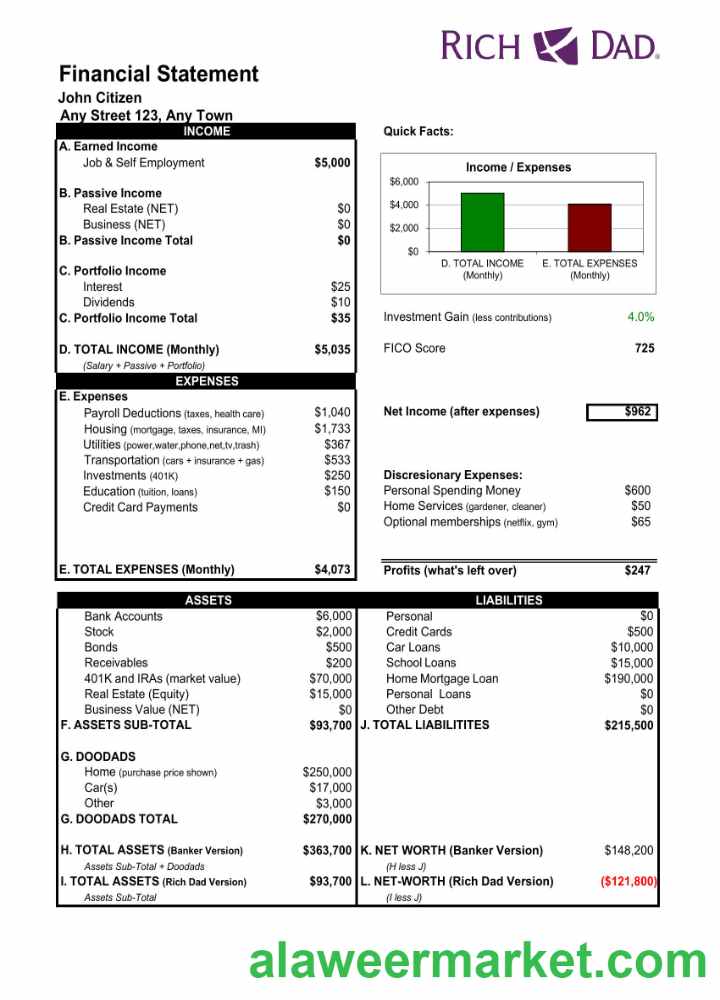 RICH DAD.
Financial Statement
John Citizen
Any Street 123, Any Town
INCOME
A. Earned Income
Job & Self Employment $5,000
B. Passive Income
Real Estate (NET) $0
Business (NET) $0
B. Passive Income Total $0
C. Portfolio Income
Interest $25
Dividends $10
C. Portfolio Income Total $35
D. TOTAL INCOME (Monthly) $5,035
(Salary + Passive + Portfolio)
EXPENSES
E. Expenses
Payroll Deductions (taxes, health care) $1,040
Housing (mortgage, taxes, insurance, MI) $1,733
Utilities (power,water,phone,net,tv,trash) $367
Transportation (cars + insurance + gas) $533
Investments (401K) $250
Education (tuition, loans) $150
Credit Card Payments $0
E. TOTAL EXPENSES (Monthly) $4,073
Quick Facts:
Income / Expenses
$6,000
$4,000
$2,000
$0
D. TOTAL INCOME E. TOTAL EXPENSES
(Monthly) (Monthly)
Investment Gain (less contributions) 4.0%
FICO Score 725
Net Income (after expenses) $962
Discresionary Expenses:
Personal Spending Money $600
Home Services (gardener, cleaner) $50
Optional memberships (netflix, gym) $65
Profits (what's left over) $247
ASSETS LIABILITIES
Bank Accounts $6,000 Personal $0
Stock $2,000 Credit Cards $500
Bonds $500 Car Loans $10,000
Receivables $200 School Loans $15,000
401K and IRAs (market value) $70,000 Home Mortgage Loan $190,000
Real Estate (Equity) $15,000 Personal Loans $0
Business Value (NET) $0 Other Debt $0
F. ASSETS SUB-TOTAL $93,700 J. TOTAL LIABILITITES $215,500
G. DOODADS
Home (purchase price shown) $250,000
Car(s) $17,000
Other $3,000
G. DOODADS TOTAL $270,000
H. TOTAL ASSETS (Banker Version) $363,700 K. NET WORTH (Banker Version) $148,200
Assets Sub-Total + Doodads (H less J)
I. TOTAL ASSETS (Rich Dad Version) $93,700 L. NET-WORTH (Rich Dad Version) ($121,800)
Assets Sub-Total (I less J)
alaweermarket.com